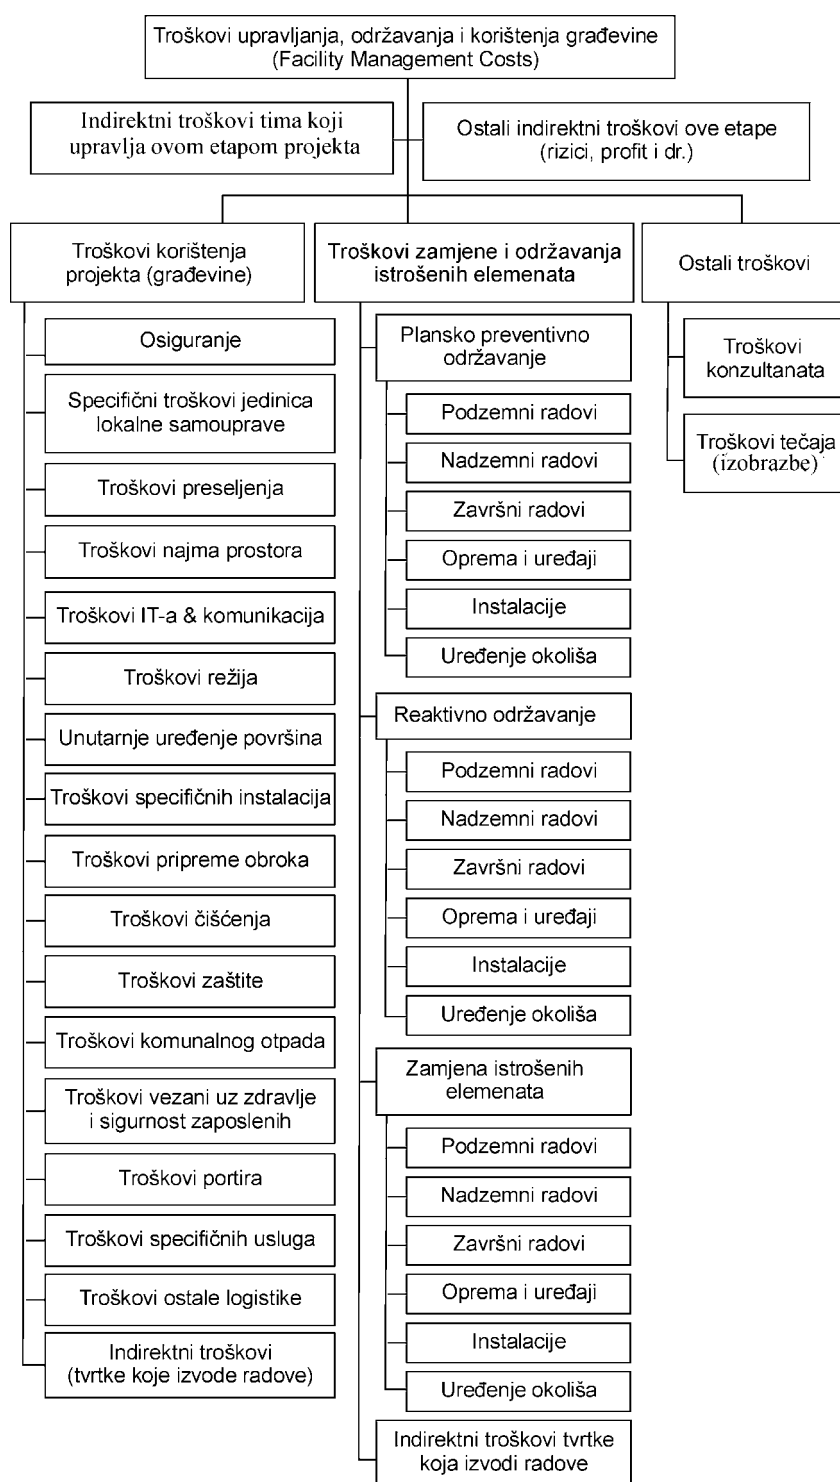 Troškovi upravljanja, održavanja i korištenja građevine
(Facility Management Costs)
Indirektni troškovi tima koji
upravlja ovom etapom projekta
Ostali indirektni troškovi ove etape
(rizici, profit i dr.)
Troškovi korištenja
projekta (građevine)
Osiguranje
Specifični troškovi jedinica
lokalne samouprave
Troškovi preseljenja
Troškovi najma prostora
Troškovi IT-a & komunikacija
Troškovi režija
Unutarnje uređenje površina
Troškovi specifičnih instalacija
Troškovi pripreme obroka
Troškovi čišćenja
Troškovi zaštite
Troškovi komunalnog otpada
Troškovi vezani uz zdravlje
i sigurnost zaposlenih
Troškovi portira
Troškovi specifičnih usluga
Troškovi ostale logistike
Indirektni troškovi
(tvrtke koje izvode radove)
Troškovi zamjene i održavanja
istrošenih elemenata
Plansko preventivno
održavanje
Podzemni radovi
Nadzemni radovi
Završni radovi
Oprema i uređaji
Instalacije
Uređenje okoliša
Reaktivno održavanje
Podzemni radovi
Nadzemni radovi
Završni radovi
Oprema i uređaji
Instalacije
Uređenje okoliša
Zamjena istrošenih
elemenata
Podzemni radovi
Nadzemni radovi
Završni radovi
Oprema i uređaji
Instalacije
Uređenje okoliša
Indirektni troškovi tvrtke
koja izvodi radove
Ostali troškovi
Troškovi
konzultanata
Troškovi tečaja
(izobrazbe)